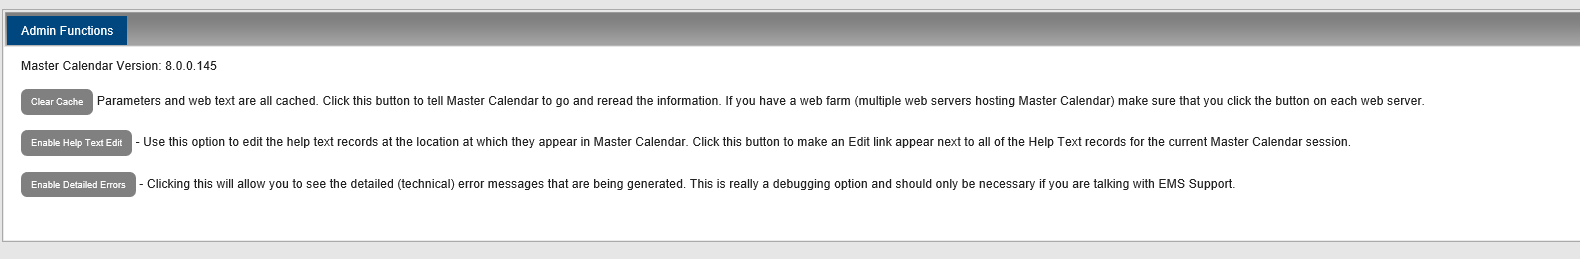 Admin Functions
Master Calendar Version: 8.0.0.145
Clear Cache Parameters and web text are all cached. Click this button to tell Master Calendar to go and reread the information. If you have a web farm (multiple web servers hosting Master Calendar) make sure that you click the button on each web server.
Enable Help Text Edit - Use this option to edit the help text records at the location at which they appear in Master Calendar. Click this button to make an Edit link appear next to all of the Help Text records for the current Master Calendar session.
Enable Detailed Errors - Clicking this will allow you to see the detailed (technical) error messages that are being generated. This is really a debugging option and should only be necessary if you are talking with EMS Support.